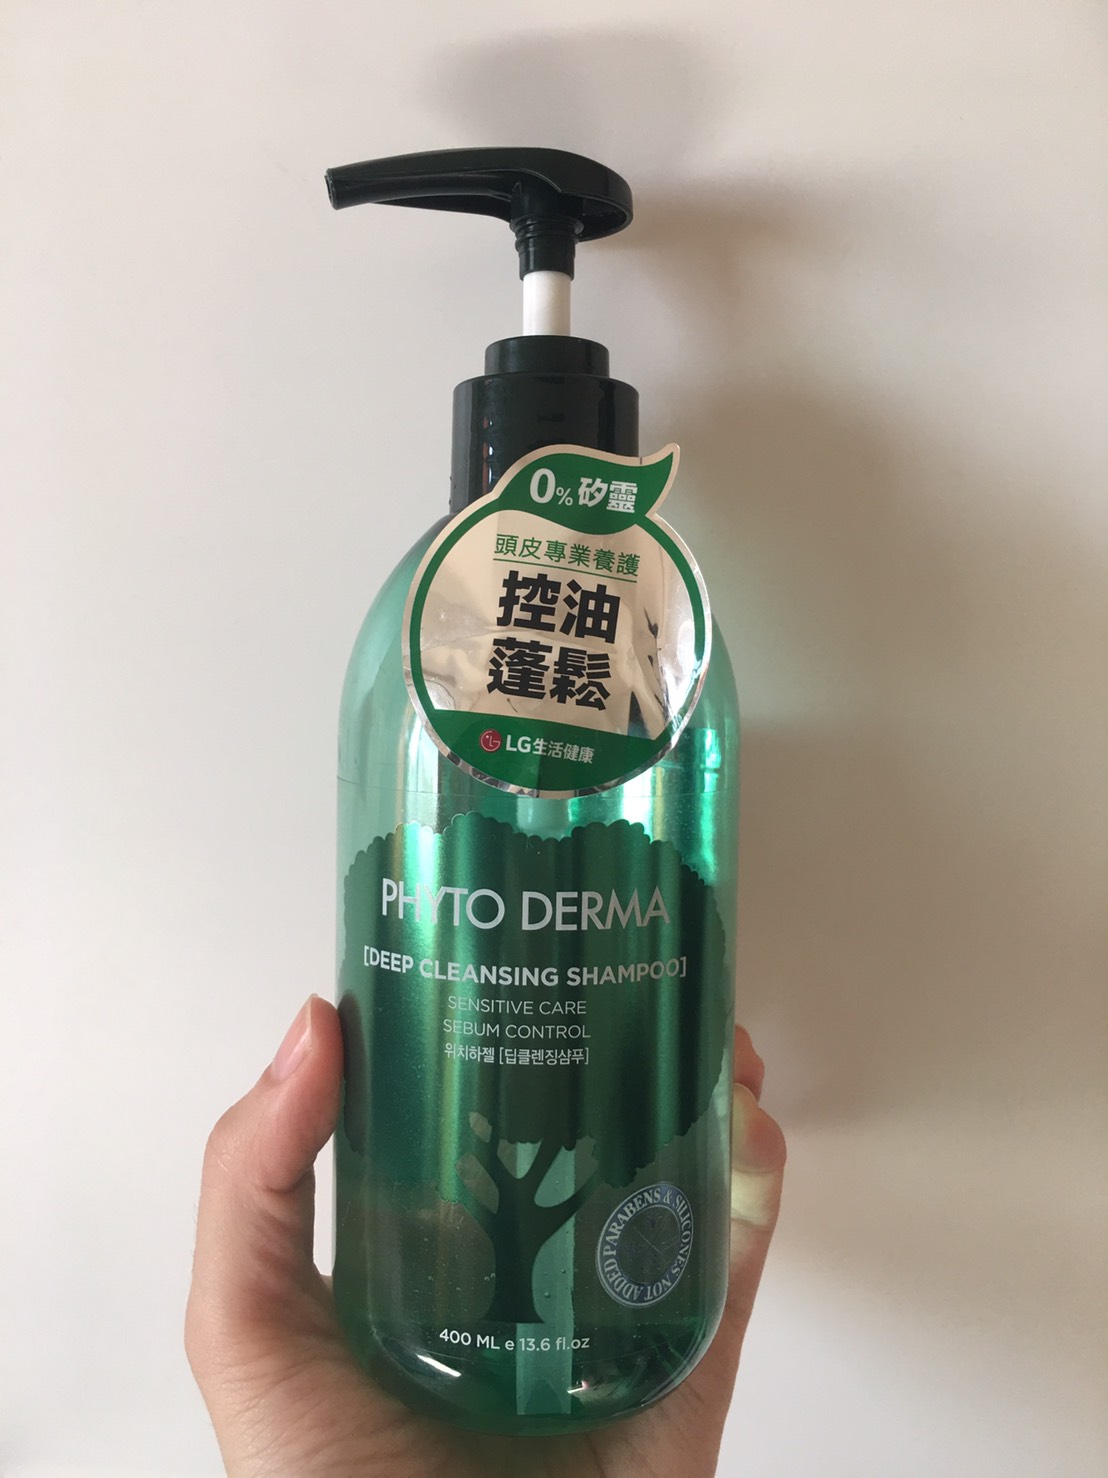 0% 矽靈
頭皮專業養護
控油
蓬鬆
LG生活健康
PHYTO DERMA
[DEEP CLEANSING SHAMPOO]
SENSITIVE CARE
SEBUM CONTROL
위치하젤 [딥클렌징샴푸]
PARABENS & SILICONES NOT ADDED
400 ML e 13.6 fl.oz